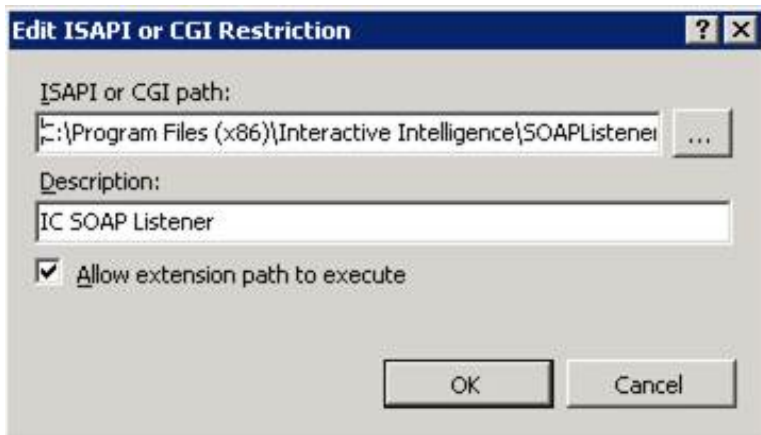 Edit ISAPI or CGI Restriction
ISAPI or CGI path:
C:\Program Files (x86)\Interactive Intelligence\SOAPListener
...
Description:
IC SOAP Listener
Allow extension path to execute
OK Cancel